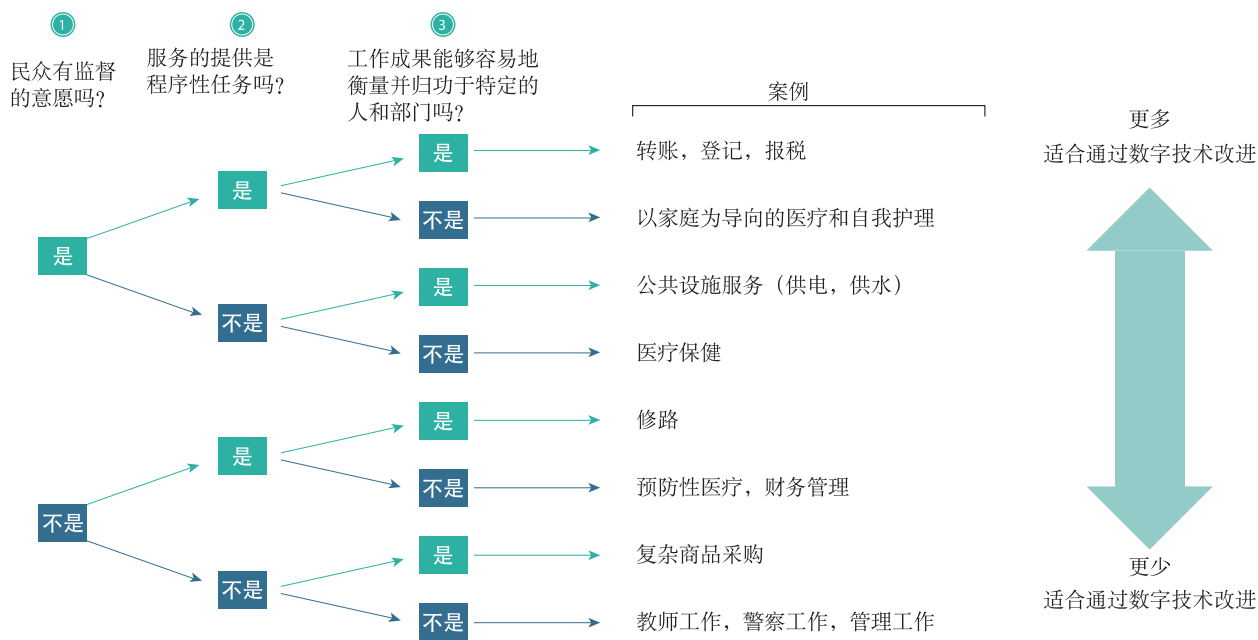 1
民众有监督
的意愿吗?
2
服务的提供是
程序性任务吗?
3
工作成果能够容易地
衡量并归功于特定的
人和部门吗?
案例
更多
适合通过数字技术改进
是
是
是
转账，登记，报税
不是
以家庭为导向的医疗和自我护理
不是
是
公共设施服务（供电，供水）
不是
医疗保健
不是
是
是
修路
不是
预防性医疗，财务管理
不是
是
复杂商品采购
不是
教师工作，警察工作，管理工作
更少
适合通过数字技术改进